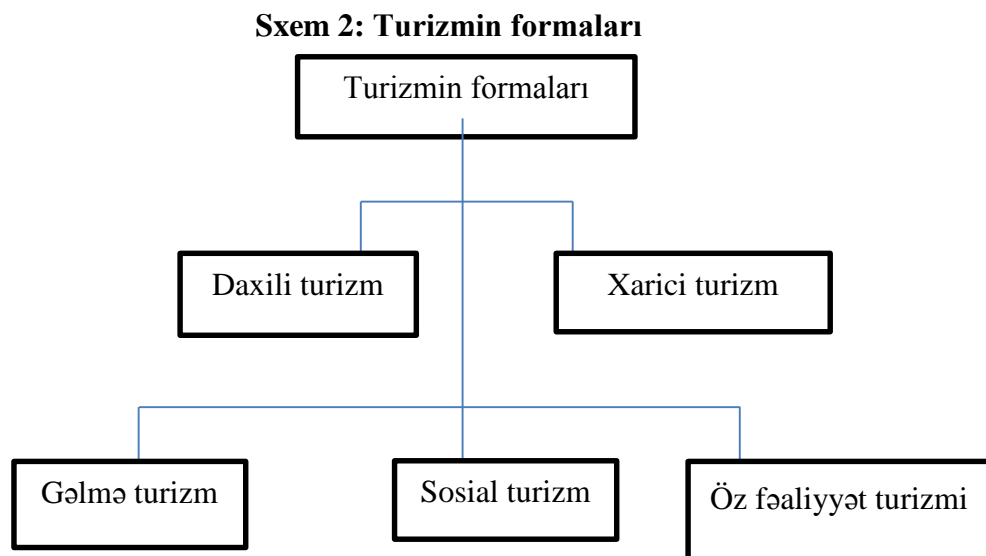 Sxem 2: Turizmin formaları
Turizmin formaları
Daxili turizm
Xarici turizm
Gəlmə turizm
Sosial turizm
Öz fəaliyyət turizmi